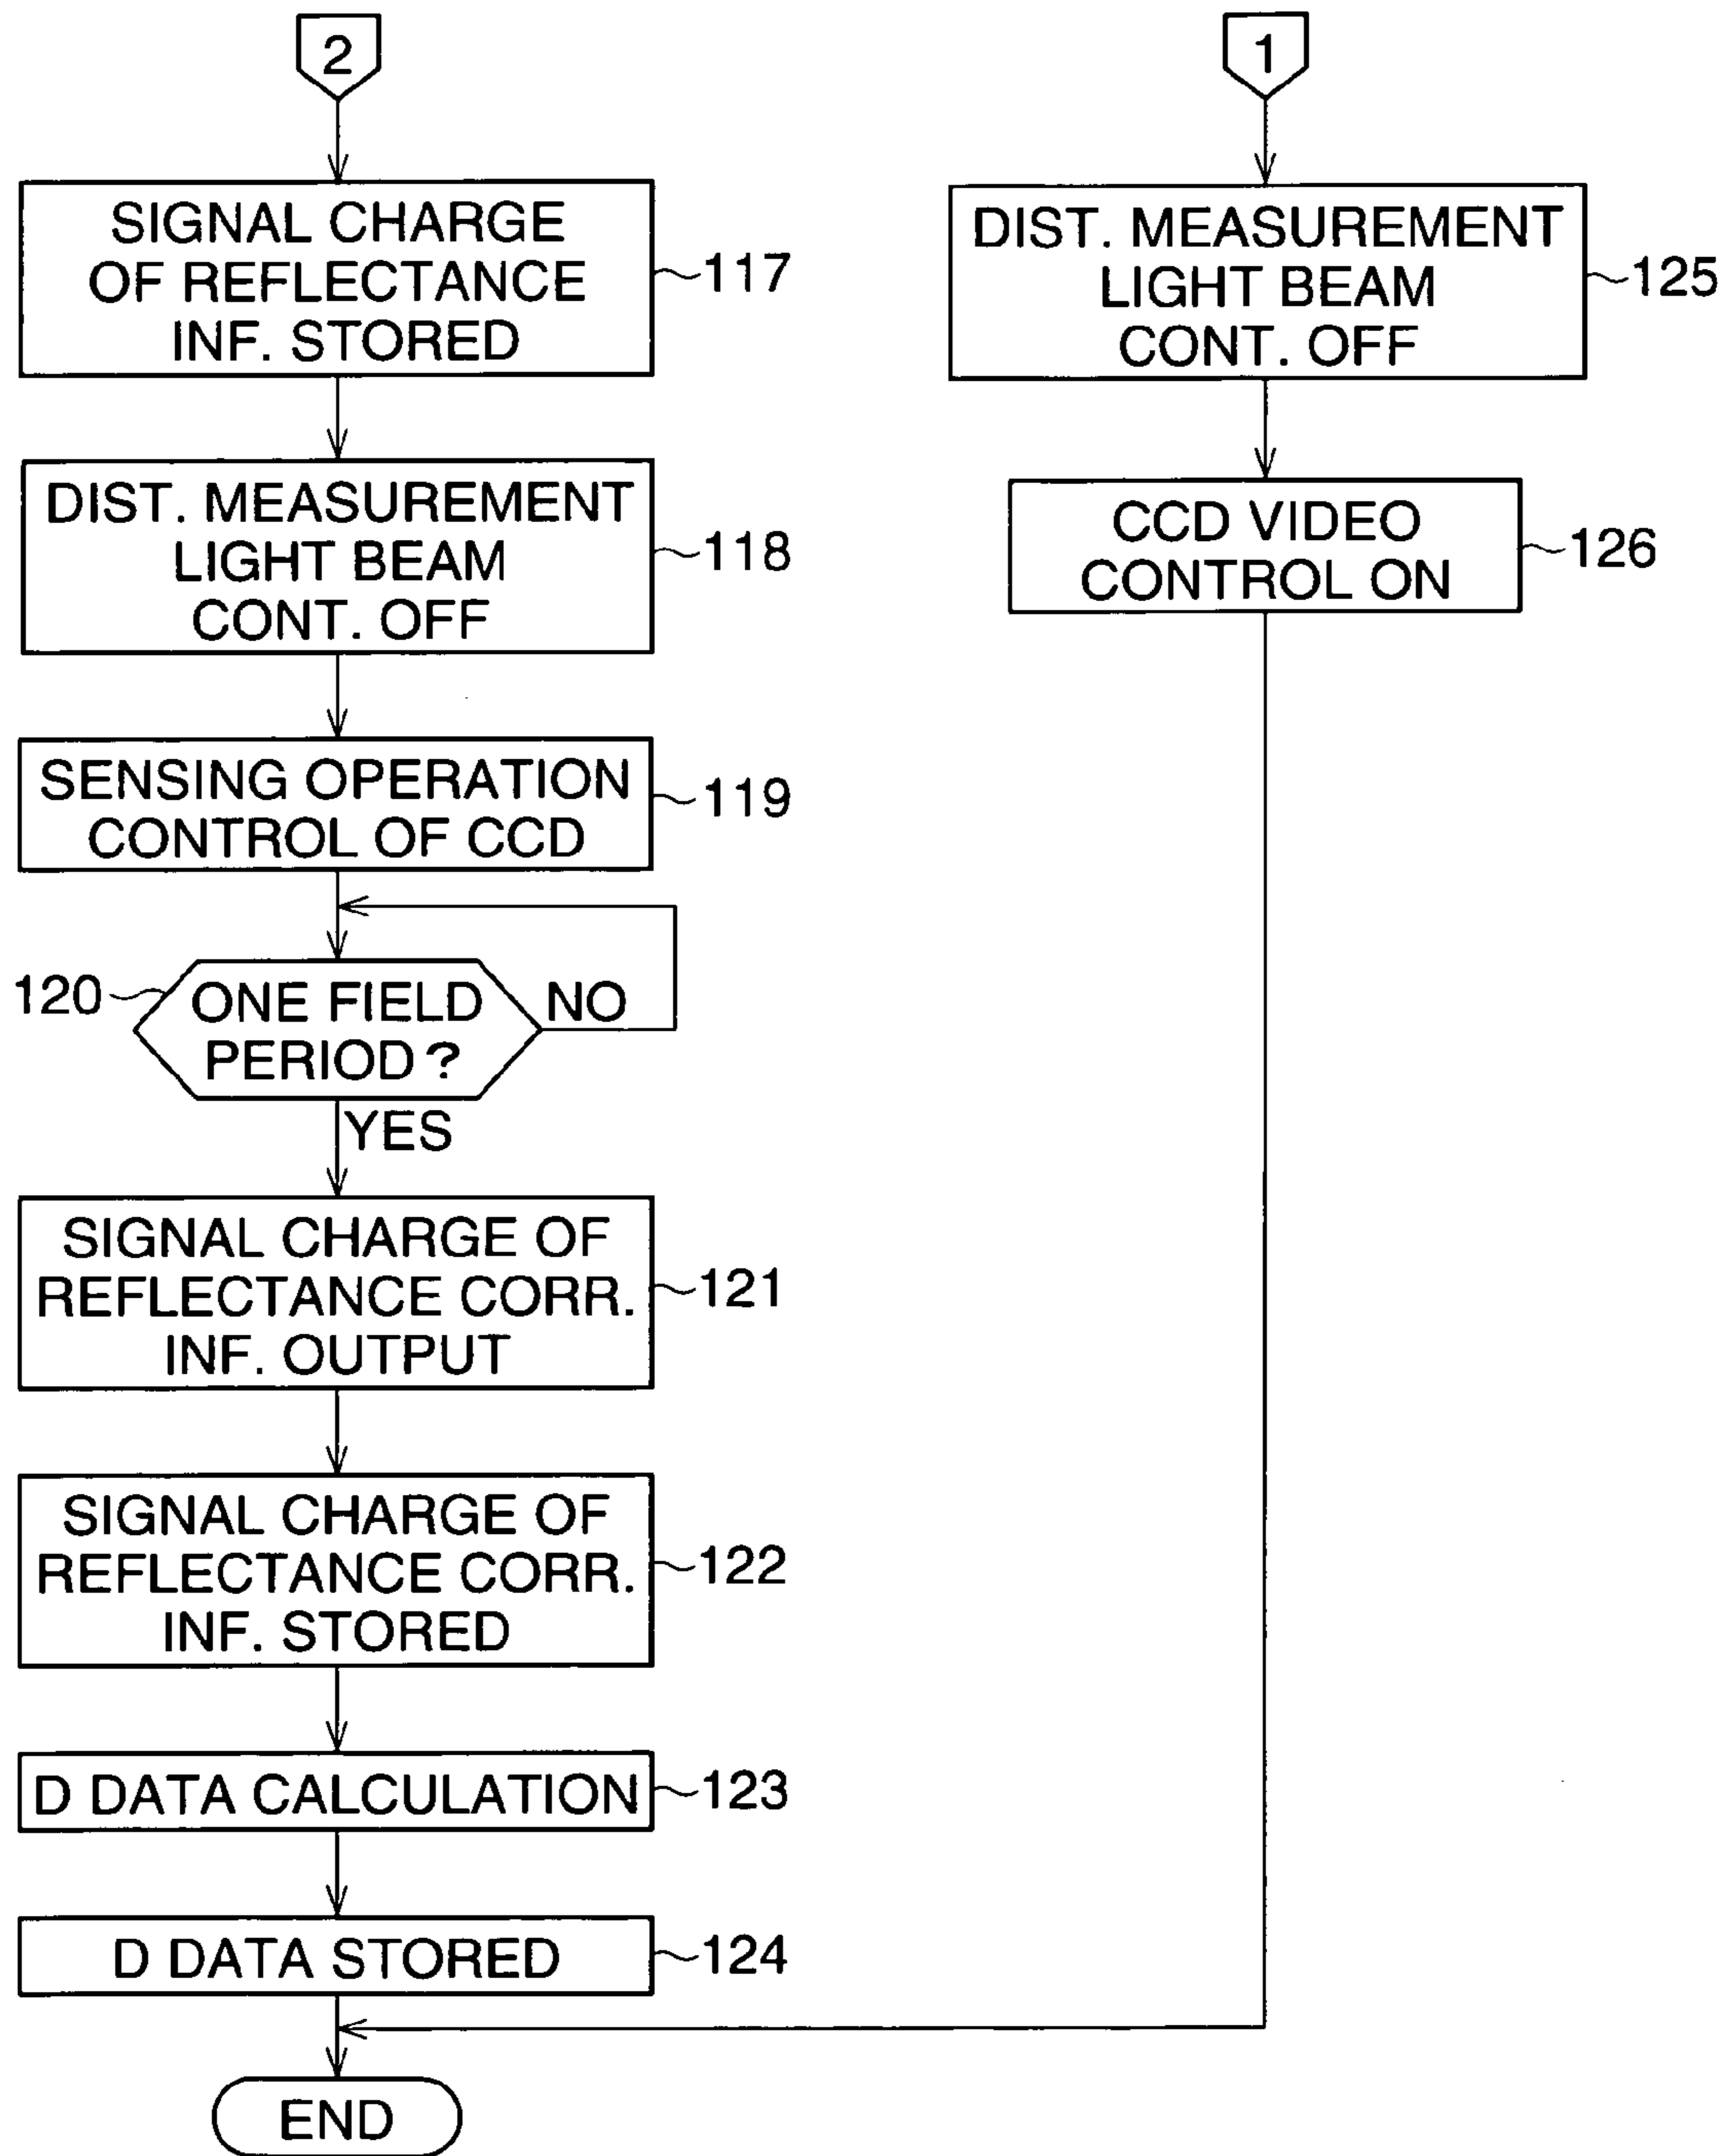 2
SIGNAL CHARGE
OF REFLECTANCE
INF. STORED
117
DIST. MEASUREMENT
LIGHT BEAM
CONT. OFF
118
SENSING OPERATION
CONTROL OF CCD
119
120
ONE FIELD
PERIOD?
NO
YES
SIGNAL CHARGE OF
REFLECTANCE CORR.
INF. OUTPUT
121
SIGNAL CHARGE OF
REFLECTANCE CORR.
INF. STORED
122
D DATA CALCULATION
123
D DATA STORED
124
END
1
DIST. MEASUREMENT
LIGHT BEAM
CONT. OFF
125
CCD VIDEO
CONTROL ON
126